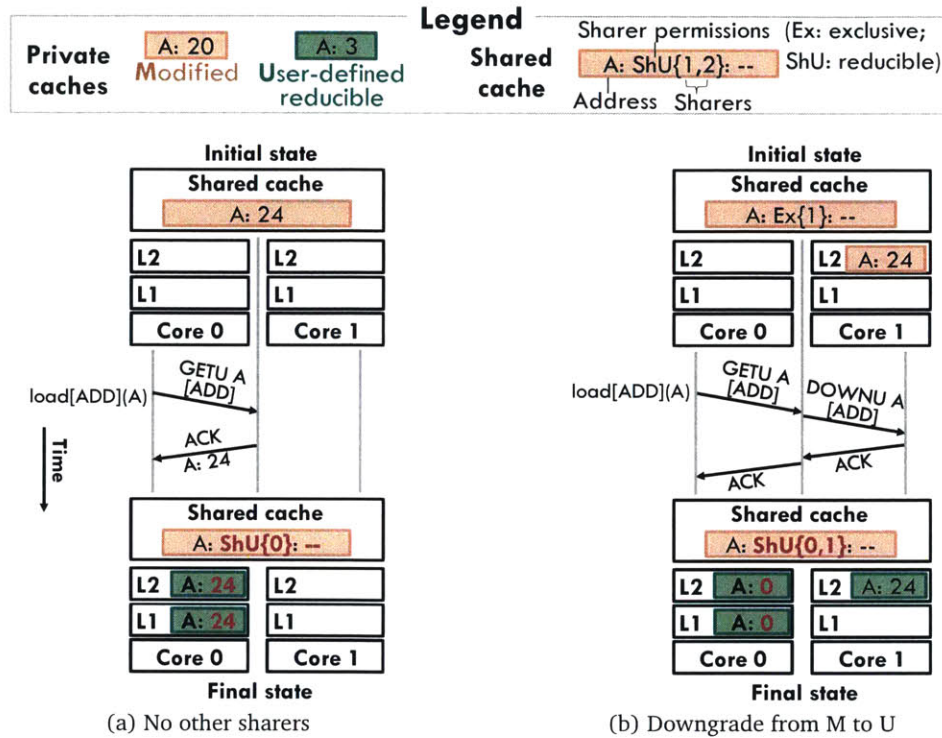 Legend
Private caches
A: 20
Modified
A: 3
User-defined reducible
Shared cache
Sharer permissions (Ex: exclusive; ShU: reducible)
A: ShU{1,2}: --
Address
Sharers
Initial state
Shared cache
A: 24
L2
L2
L1
L1
Core 0
Core 1
load[ADD](A)
GETU A
[ADD]
ACK
A: 24
Time
Shared cache
A: ShU{0}: --
L2 A: 24
L2
L1 A: 24
L1
Core 0
Core 1
Final state
(a) No other sharers
Initial state
Shared cache
A: Ex{1}: --
L2
L2 A: 24
L1
L1
Core 0
Core 1
load[ADD](A)
GETU A
[ADD]
DOWNU A
[ADD]
ACK
ACK
Shared cache
A: ShU{0,1}: --
L2 A: 0
L2 A: 24
L1 A: 0
L1
Core 0
Core 1
Final state
(b) Downgrade from M to U